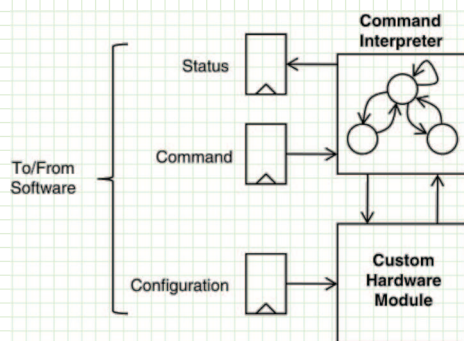 Command
Interpreter
Status
Command
To/From
Software
Configuration
Custom
Hardware
Module